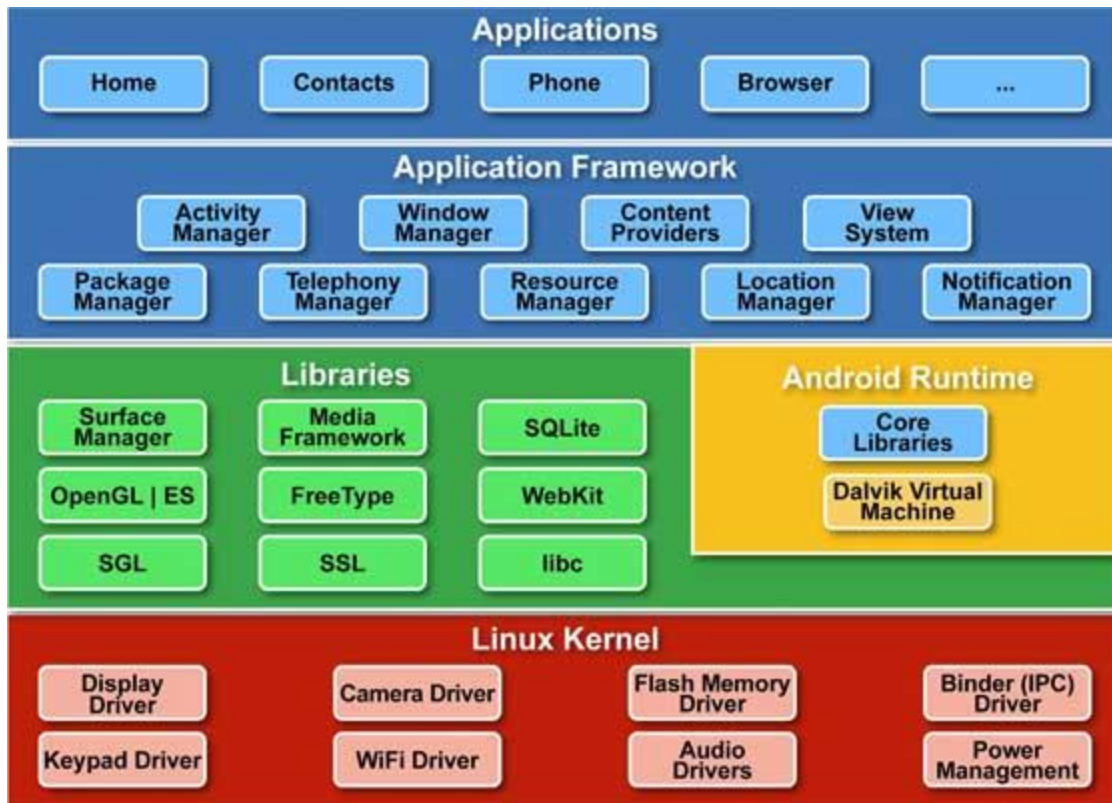 Applications
Home
Contacts
Phone
Browser
...
Application Framework
Activity
Manager
Window
Manager
Content
Providers
View
System
Package
Manager
Telephony
Manager
Resource
Manager
Location
Manager
Notification
Manager
Libraries
Surface
Manager
Media
Framework
SQLite
OpenGL | ES
FreeType
WebKit
SGL
SSL
libc
Android Runtime
Core
Libraries
Dalvik Virtual
Machine
Linux Kernel
Display
Driver
Camera Driver
Flash Memory
Driver
Binder (IPC)
Driver
Keypad Driver
WiFi Driver
Audio
Drivers
Power
Management